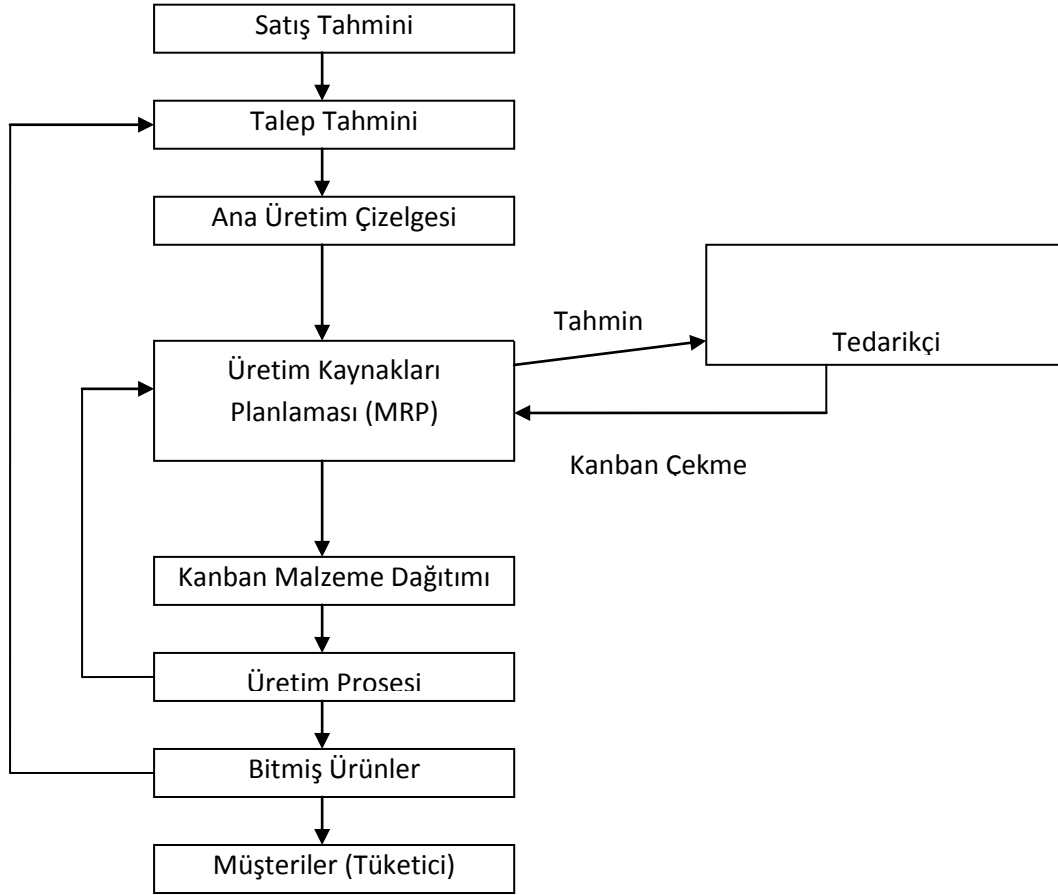 Satış Tahmini
Talep Tahmini
Ana Üretim Çizelgesi
Tahmin
Tedarikçi
Üretim Kaynakları
Planlaması (MRP)
Kanban Çekme
Kanban Malzeme Dağıtımı
Üretim Prosesi
Bitmiş Ürünler
Müşteriler (Tüketici)